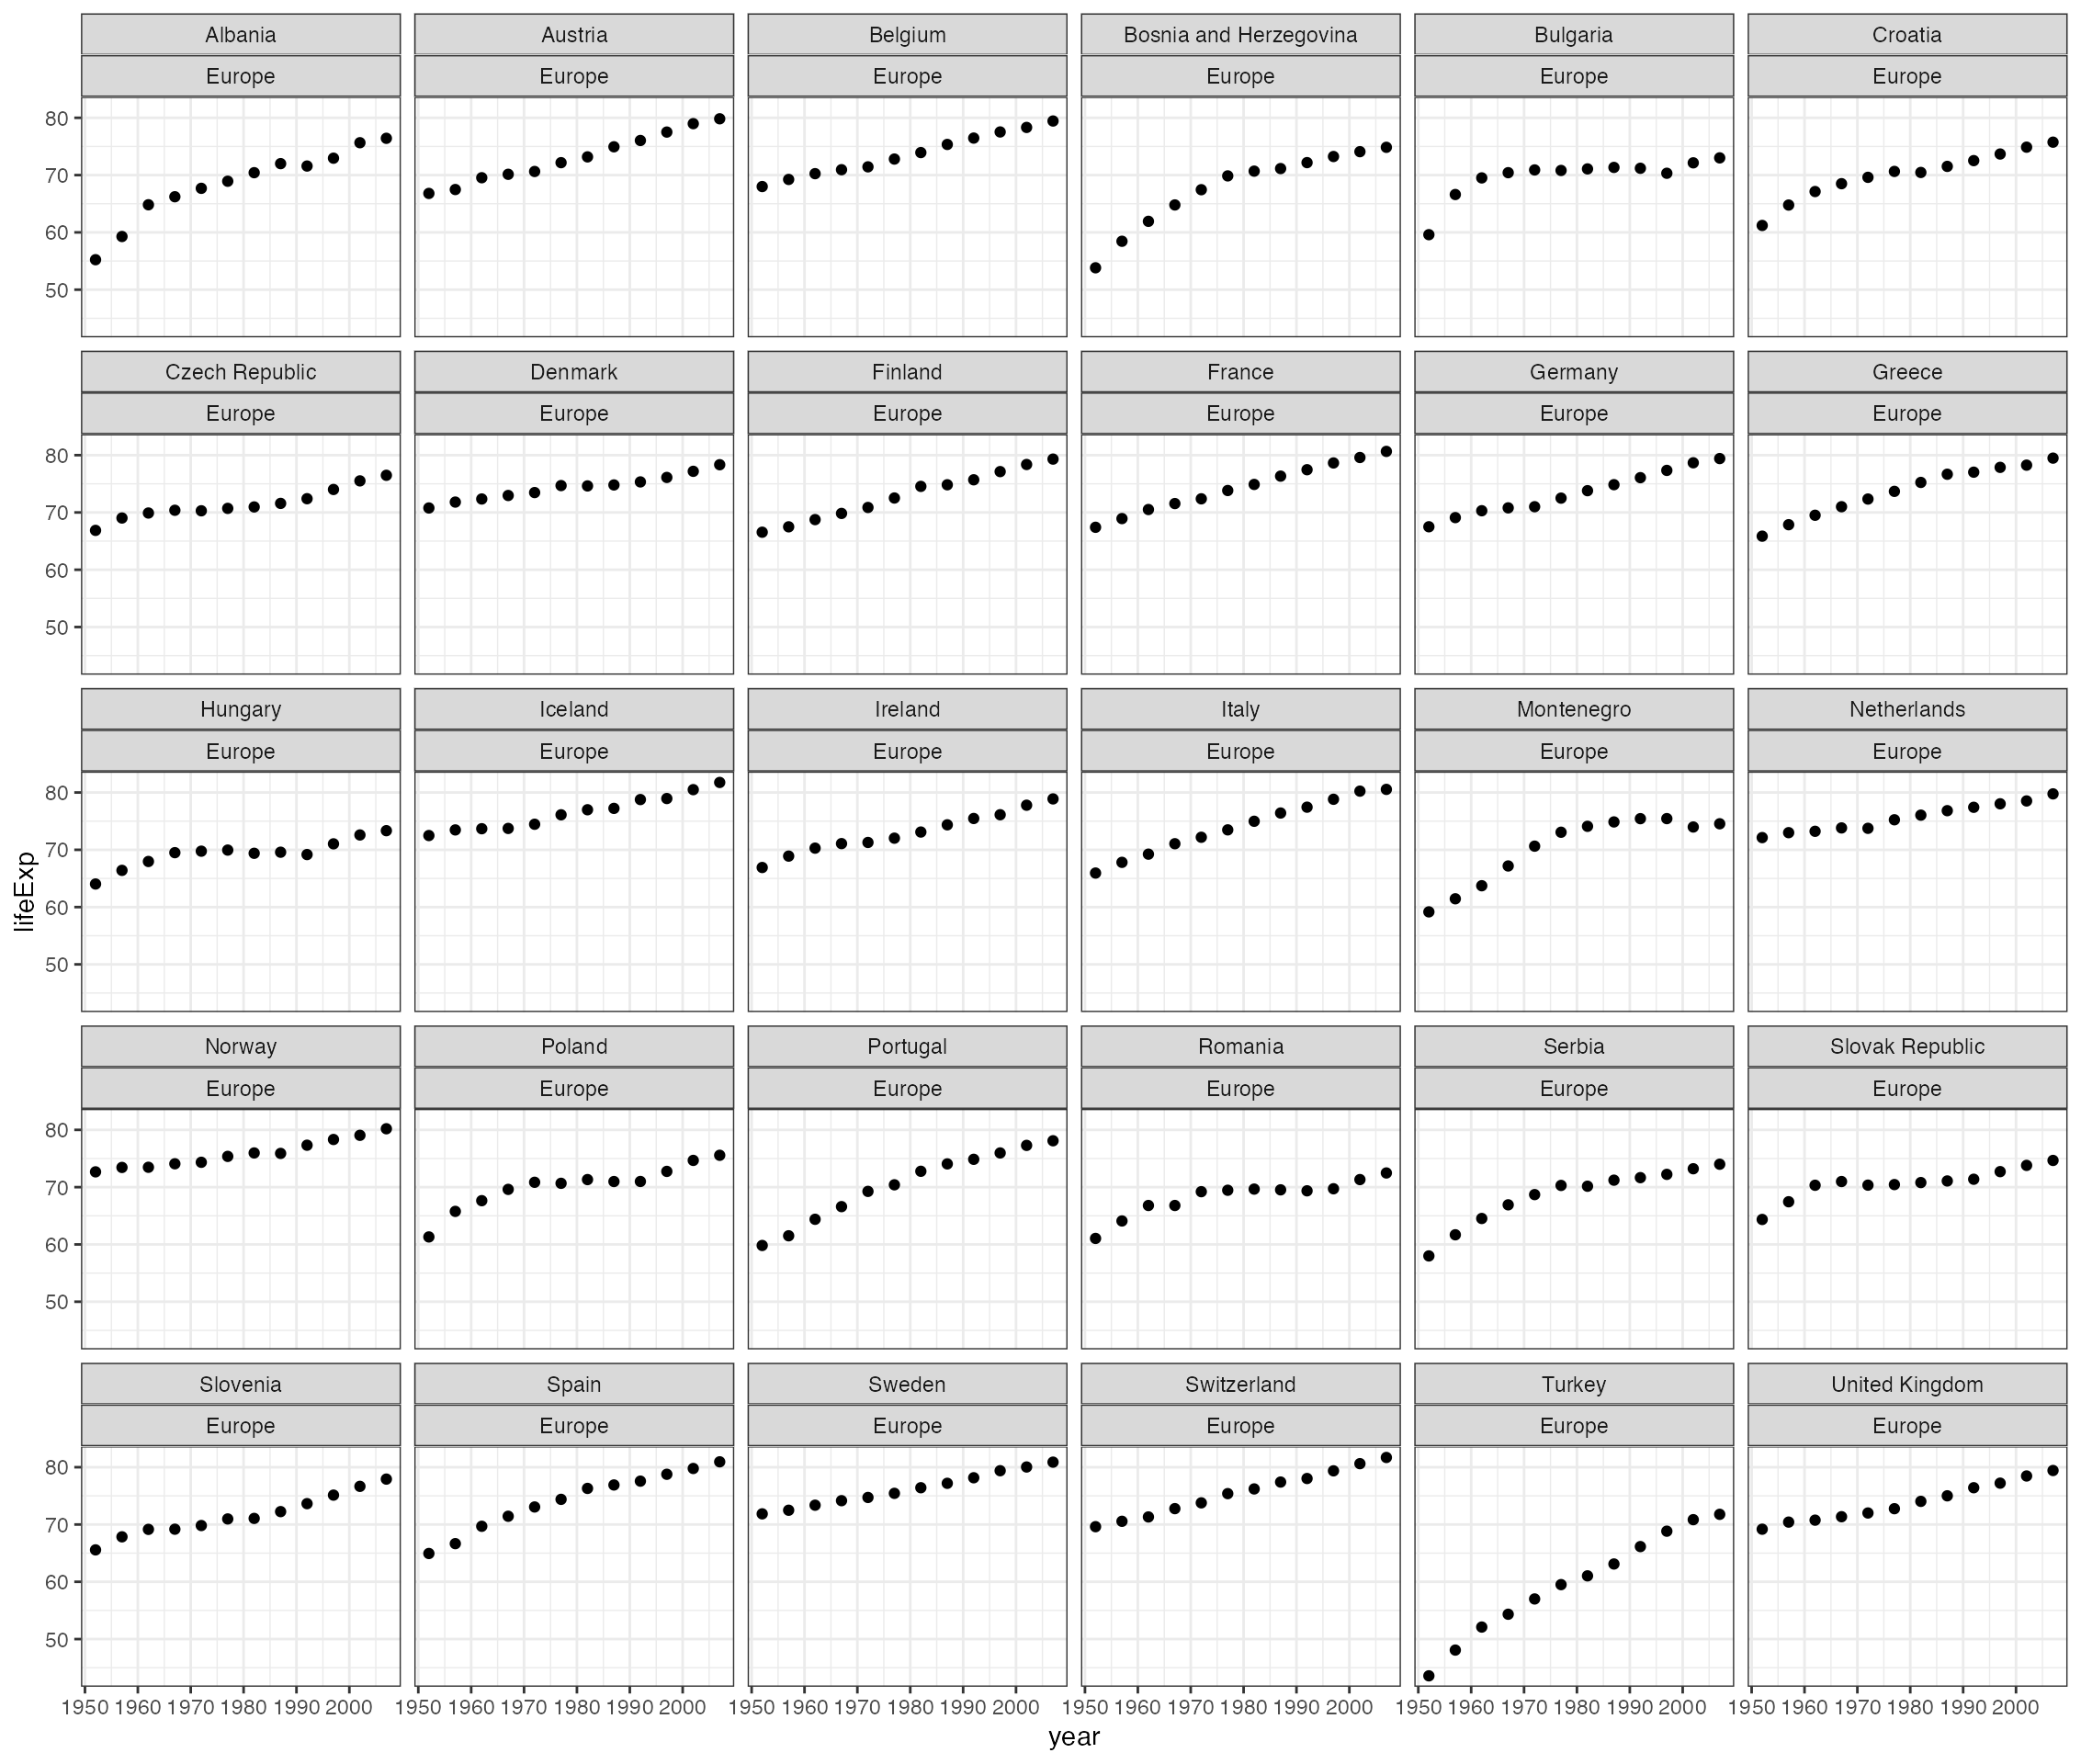 Albania Austria Belgium Bosnia and Herzegovina Bulgaria Croatia
Europe Europe Europe Europe Europe Europe
80
70
60
50
Czech Republic Denmark Finland France Germany Greece
Europe Europe Europe Europe Europe Europe
80
70
60
50
Hungary Iceland Ireland Italy Montenegro Netherlands
Europe Europe Europe Europe Europe Europe
80
70
60
50
lifeExp
Norway Poland Portugal Romania Serbia Slovak Republic
Europe Europe Europe Europe Europe Europe
80
70
60
50
Slovenia Spain Sweden Switzerland Turkey United Kingdom
Europe Europe Europe Europe Europe Europe
80
70
60
50
1950 1960 1970 1980 1990 2000 1950 1960 1970 1980 1990 2000 1950 1960 1970 1980 1990 2000 1950 1960 1970 1980 1990 2000 1950 1960 1970 1980 1990 2000 1950 1960 1970 1980 1990 2000
year